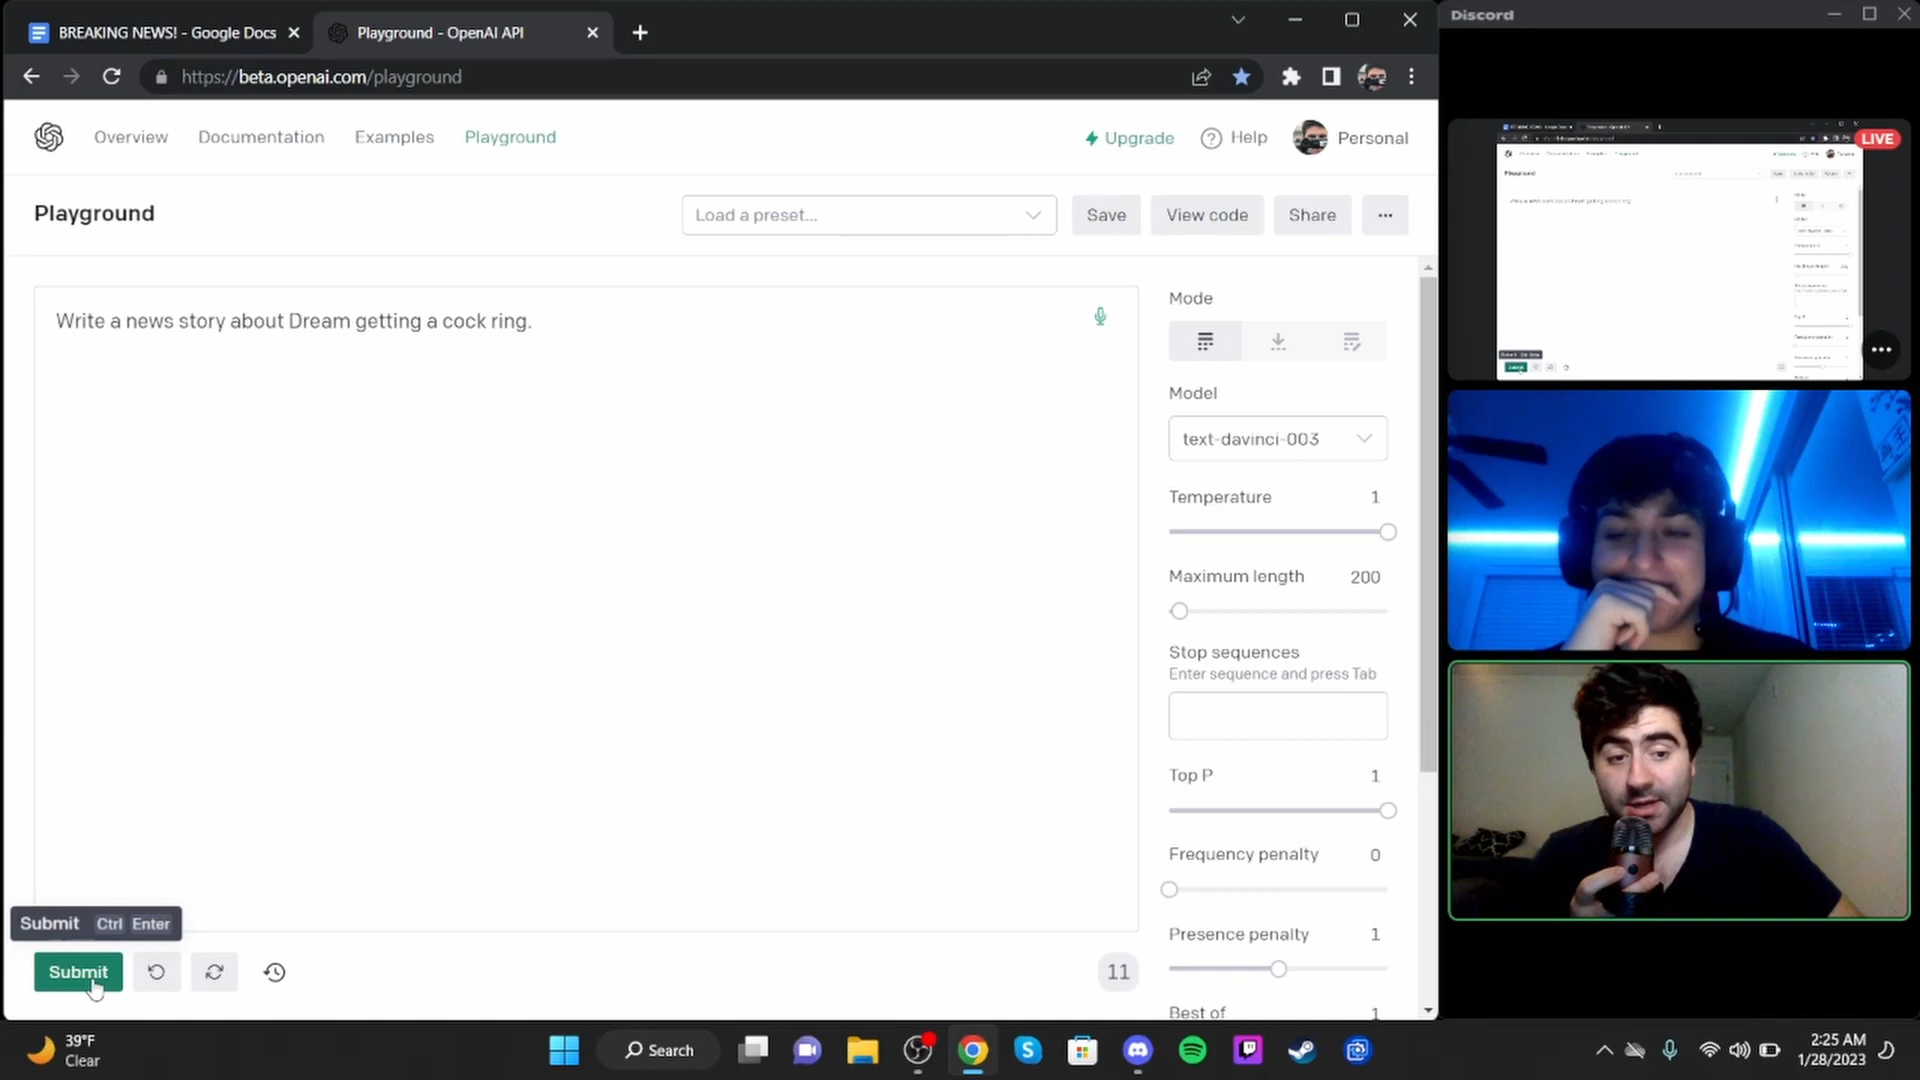 BREAKING NEWS! - Google Docs
Playground - OpenAI API
Discord
https://beta.openai.com/playground
Overview
Documentation
Examples
Playground
Upgrade
Help
Personal
LIVE
Playground
Load a preset...
Save
View code
Share
Write a news story about Dream getting a cock ring.
Mode
Model
text-davinci-003
Temperature 1
Maximum length 200
Stop sequences
Enter sequence and press Tab
Top P 1
Frequency penalty 0
Presence penalty 1
Best of 1
Submit Ctrl Enter
Submit
11
39°F
Clear
Search
2:25 AM
1/28/2023